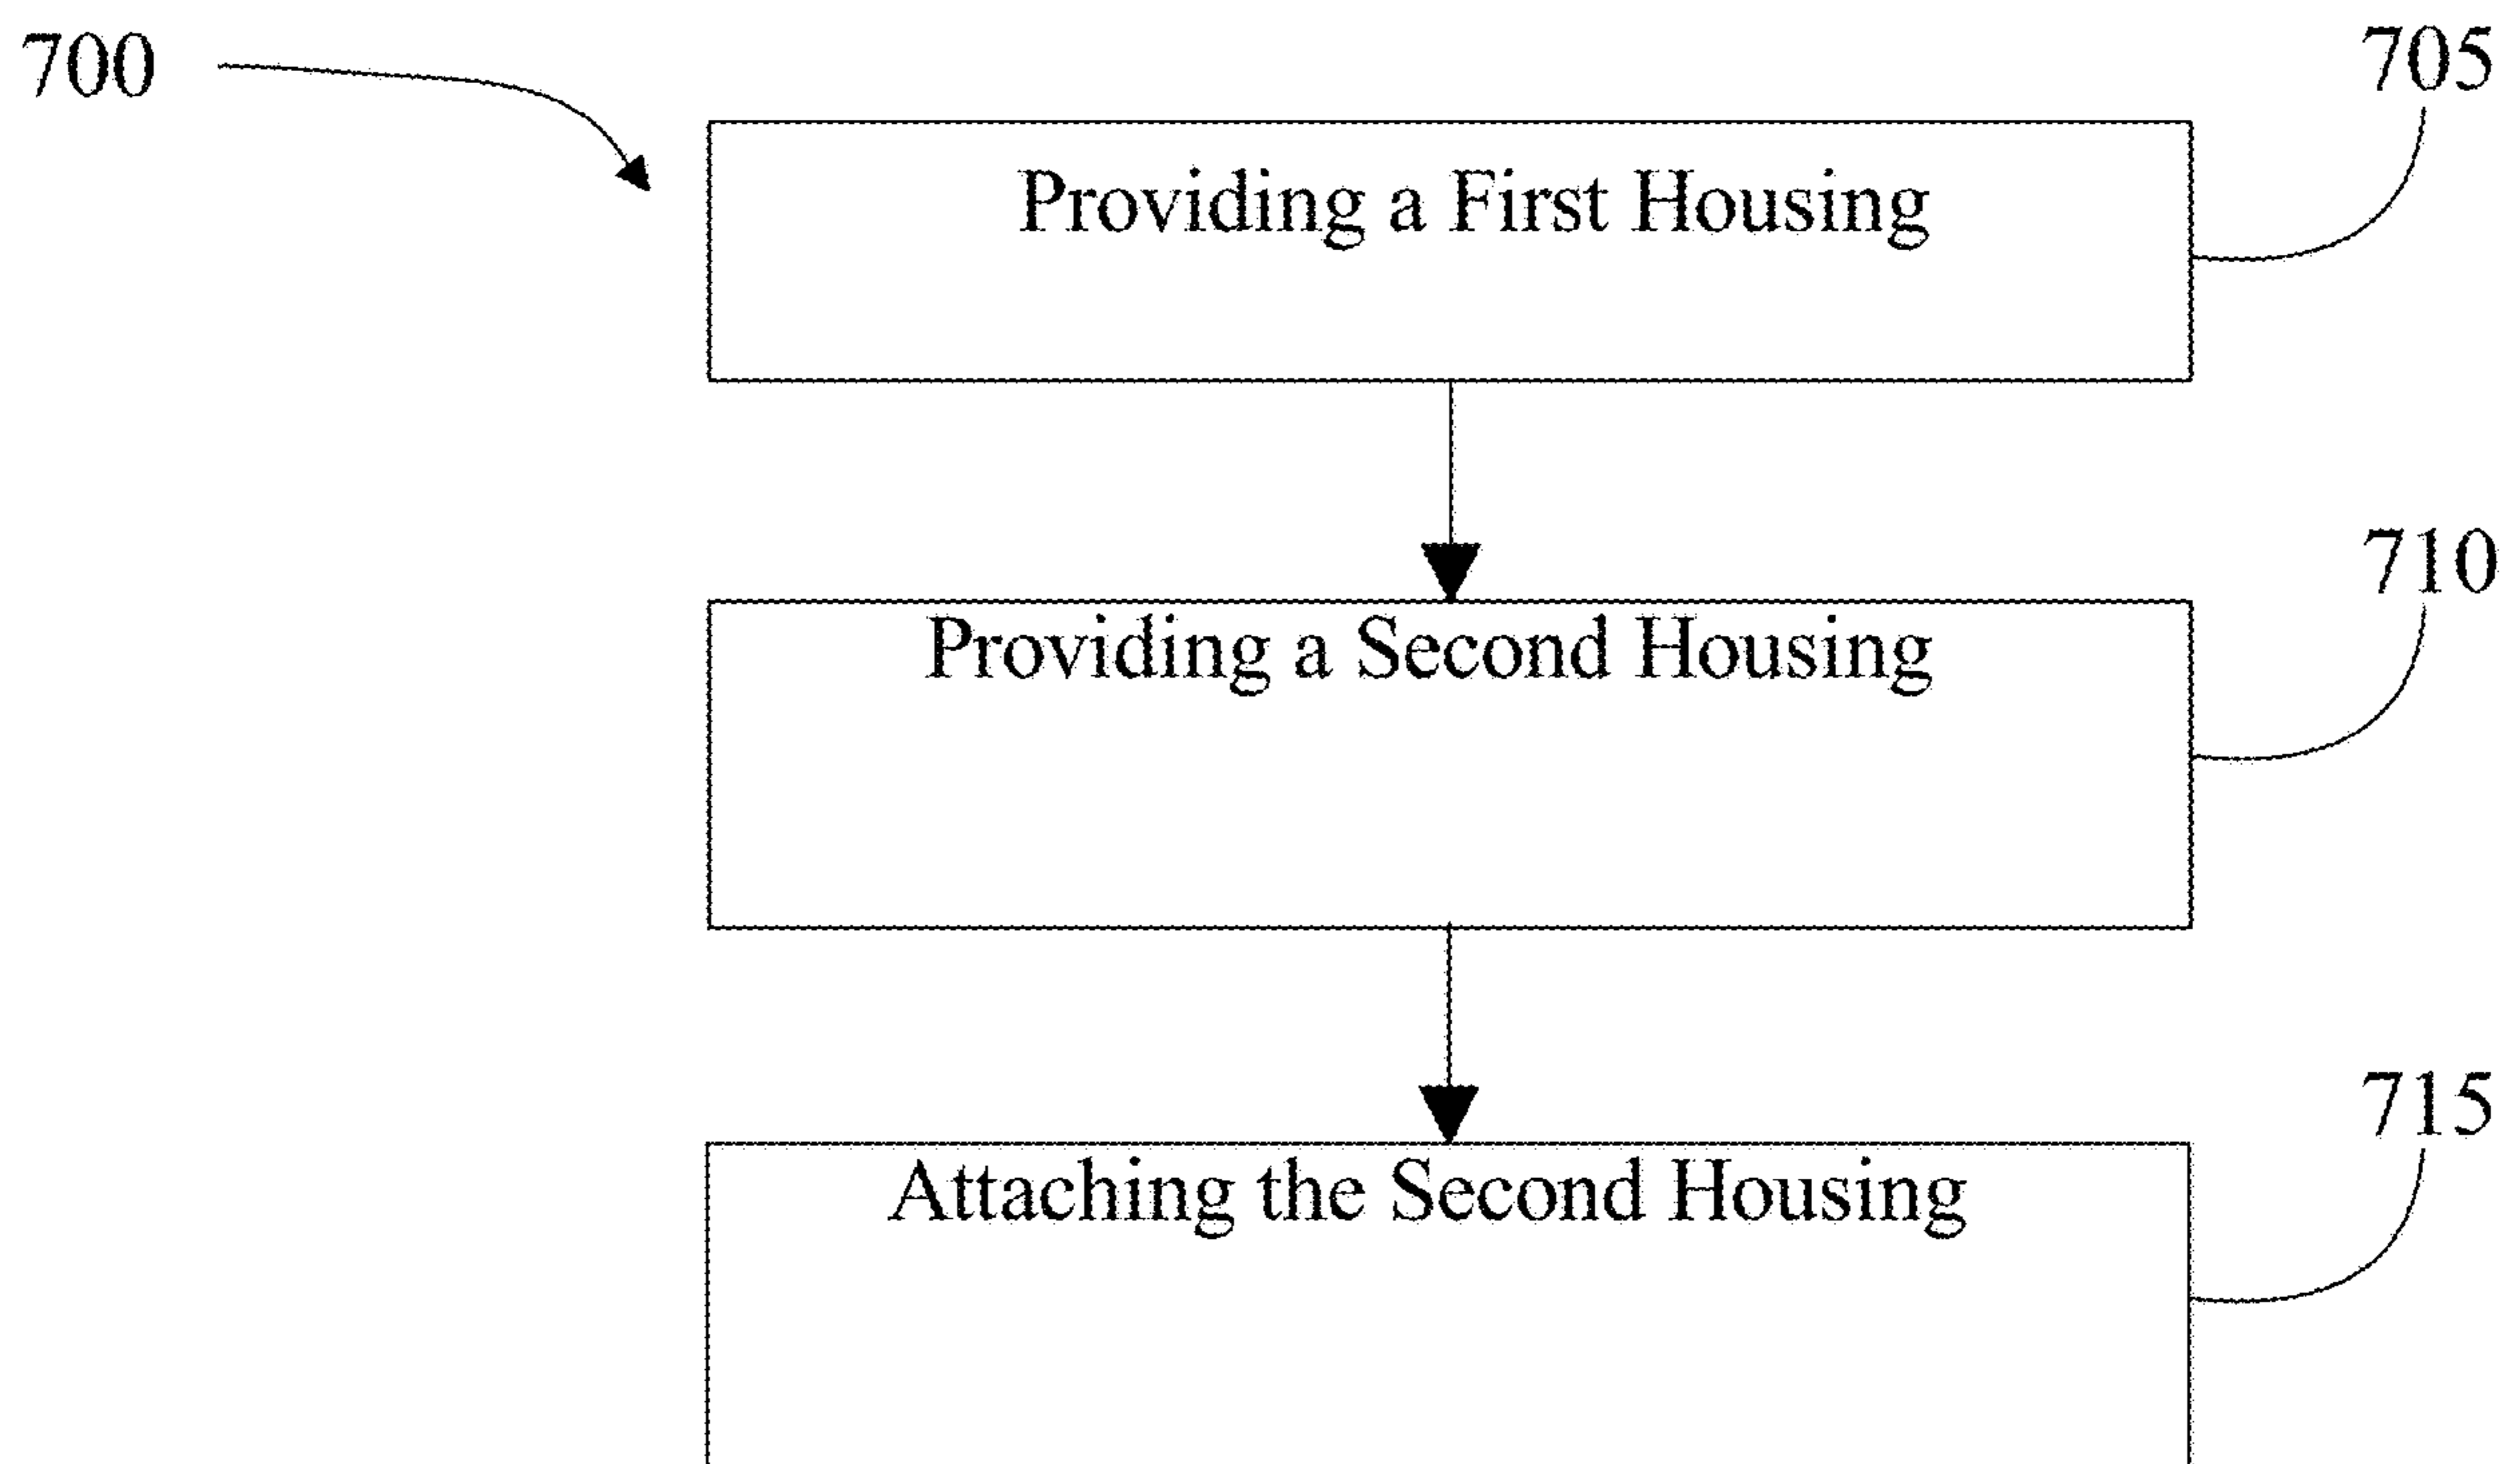 700
705
Providing a First Housing
710
Providing a Second Housing
715
Attaching the Second Housing